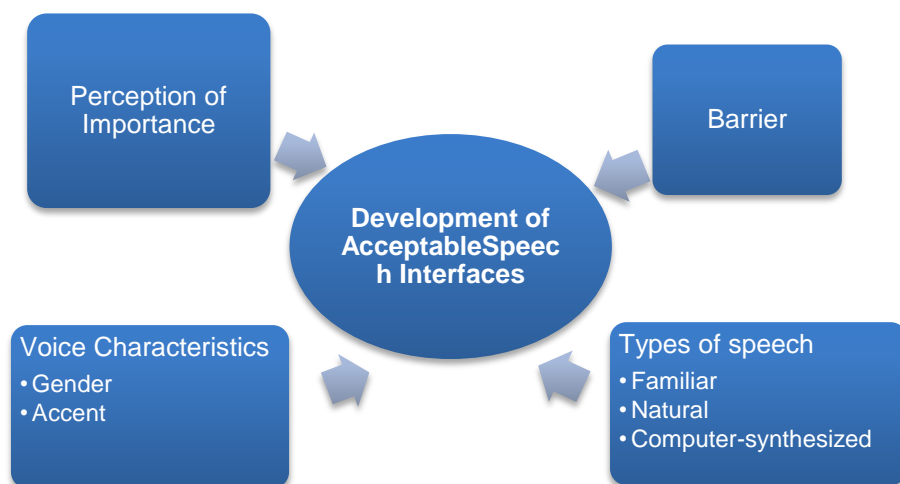 Perception of
Importance
Barrier
Development of
AcceptableSpeec
h Interfaces
Voice Characteristics
• Gender
• Accent
Types of speech
• Familiar
• Natural
• Computer-synthesized